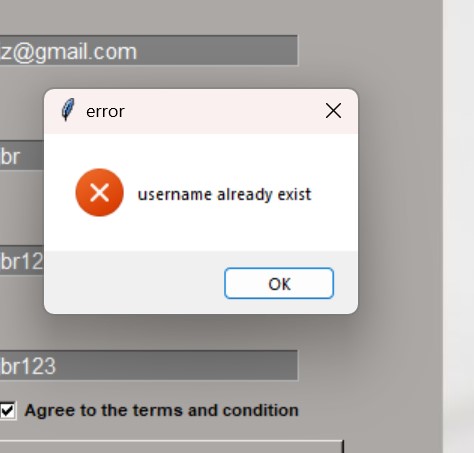 z@gmail.com
error
br
username already exist
br12
OK
br123
Agree to the terms and condition